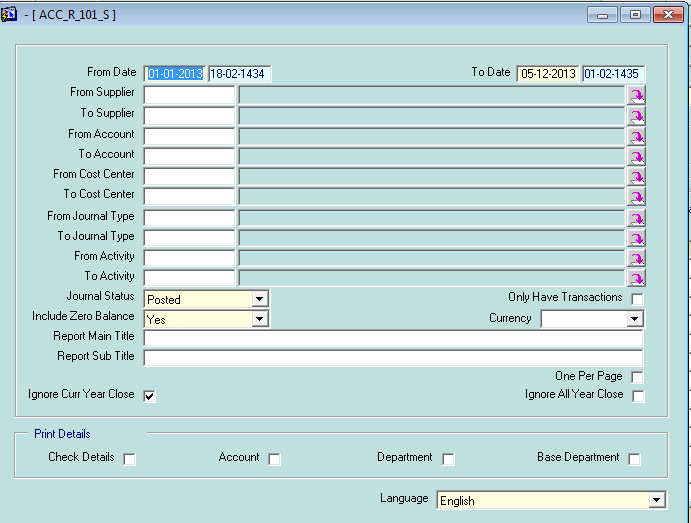 - [ ACC_R_101_S ]
From Date 01-01-2013 18-02-1434 To Date 05-12-2013 01-02-1435
From Supplier
To Supplier
From Account
To Account
From Cost Center
To Cost Center
From Journal Type
To Journal Type
From Activity
To Activity
Journal Status Posted Only Have Transactions
Include Zero Balance Yes Currency
Report Main Title
Report Sub Title
One Per Page
Ignore Curr Year Close Ignore All Year Close
Print Details
Check Details Account Department Base Department
Language English